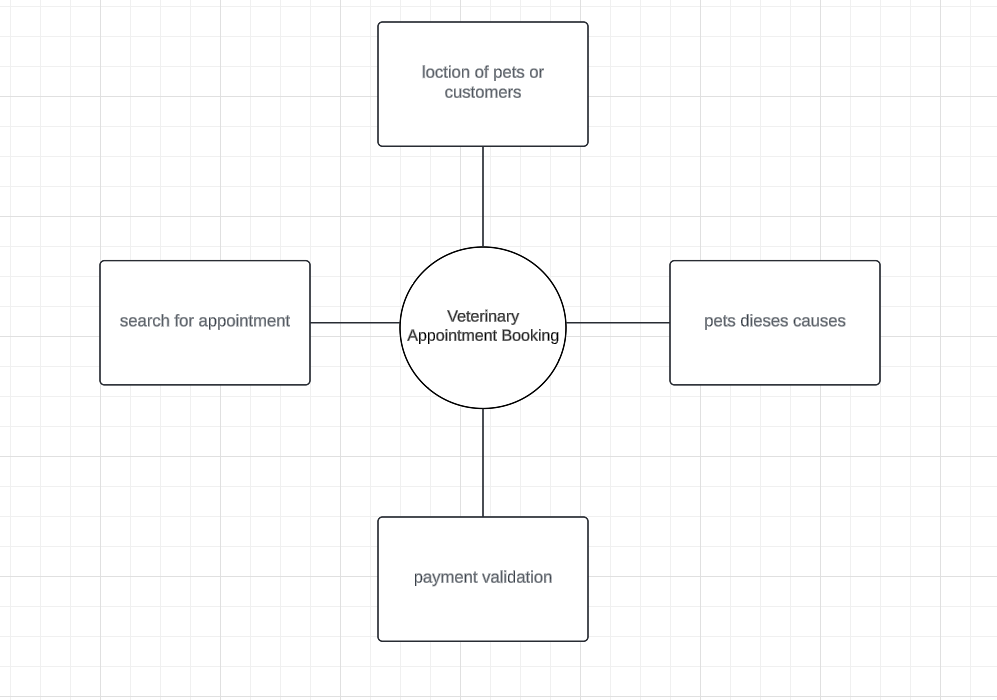 loction of pets or
customers
search for appointment
Veterinary
Appointment Booking
pets dieses causes
payment validation